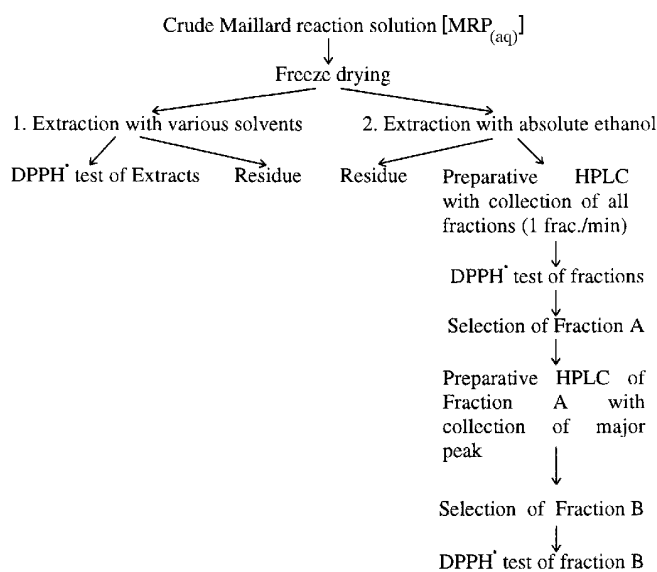 Crude Maillard reaction solution [MRP(aq)]
Freeze drying
1. Extraction with various solvents 2. Extraction with absolute ethanol
DPPH• test of Extracts Residue Residue Preparative HPLC
with collection of all
fractions (1 frac./min)
DPPH• test of fractions
Selection of Fraction A
Preparative HPLC of
Fraction A with
collection of major
peak
Selection of Fraction B
DPPH• test of fraction B